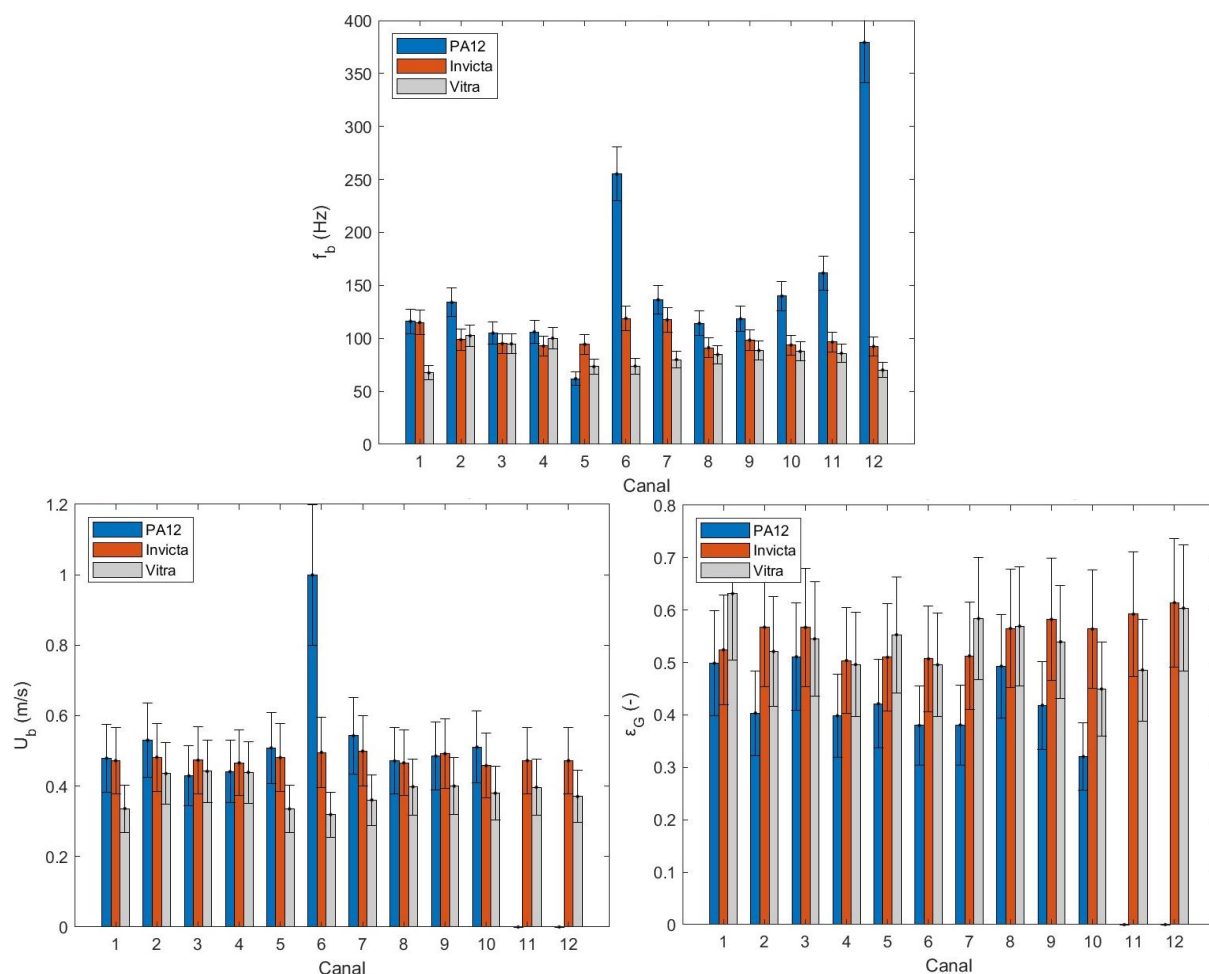 400
350
300
250
200
150
100
50
0
f_b (Hz)
PA12
Invicta
Vitra
1 2 3 4 5 6 7 8 9 10 11 12
Canal
1.2
1
0.8
0.6
0.4
0.2
0
U_b (m/s)
PA12
Invicta
Vitra
1 2 3 4 5 6 7 8 9 10 11 12
Canal
0.8
0.7
0.6
0.5
0.4
0.3
0.2
0.1
0
ε_G (-)
PA12
Invicta
Vitra
1 2 3 4 5 6 7 8 9 10 11 12
Canal